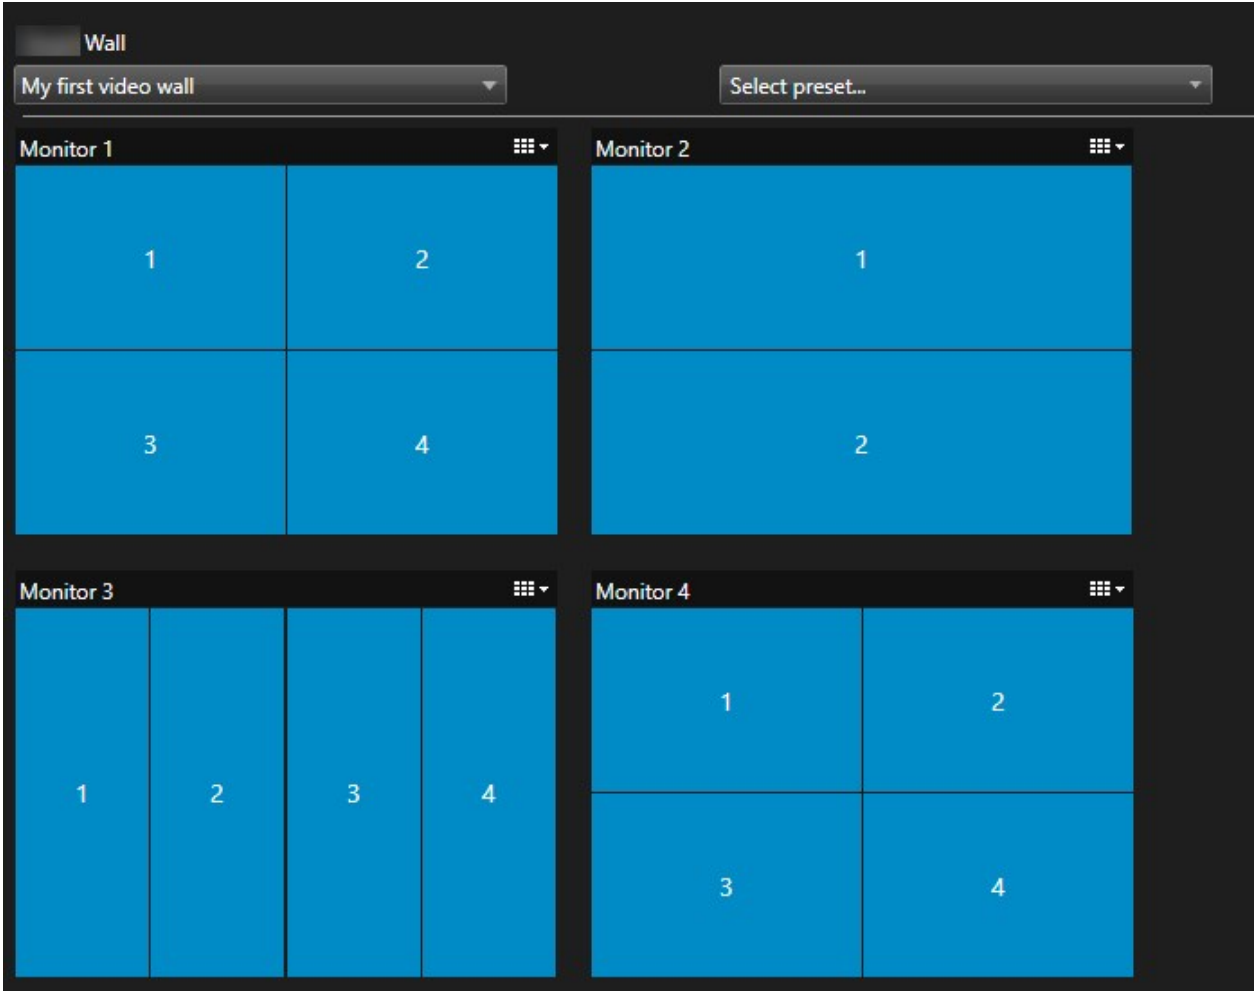 Wall
My first video wall
Select preset...
Monitor 1
Monitor 2
1 2
3 4
1
2
Monitor 3
Monitor 4
1 2 3 4
1 2
3 4